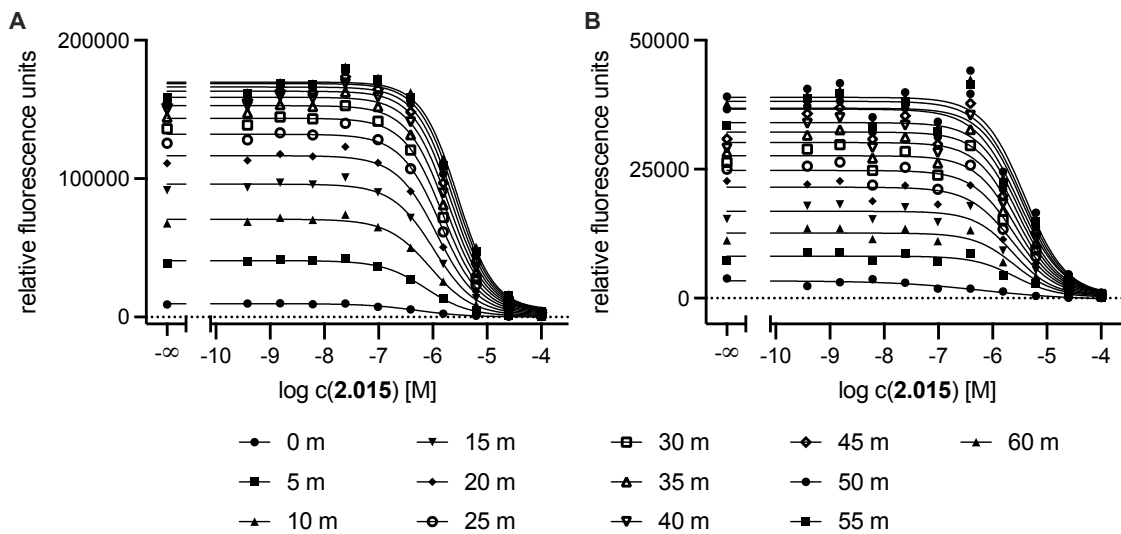 A
B
relative fluorescence units
200000
100000
0
-∞
-10
-9
-8
-7
-6
-5
-4
log c(2.015) [M]
relative fluorescence units
50000
25000
0
-∞
-10
-9
-8
-7
-6
-5
-4
log c(2.015) [M]
0 m
15 m
30 m
45 m
60 m
5 m
20 m
35 m
50 m
10 m
25 m
40 m
55 m